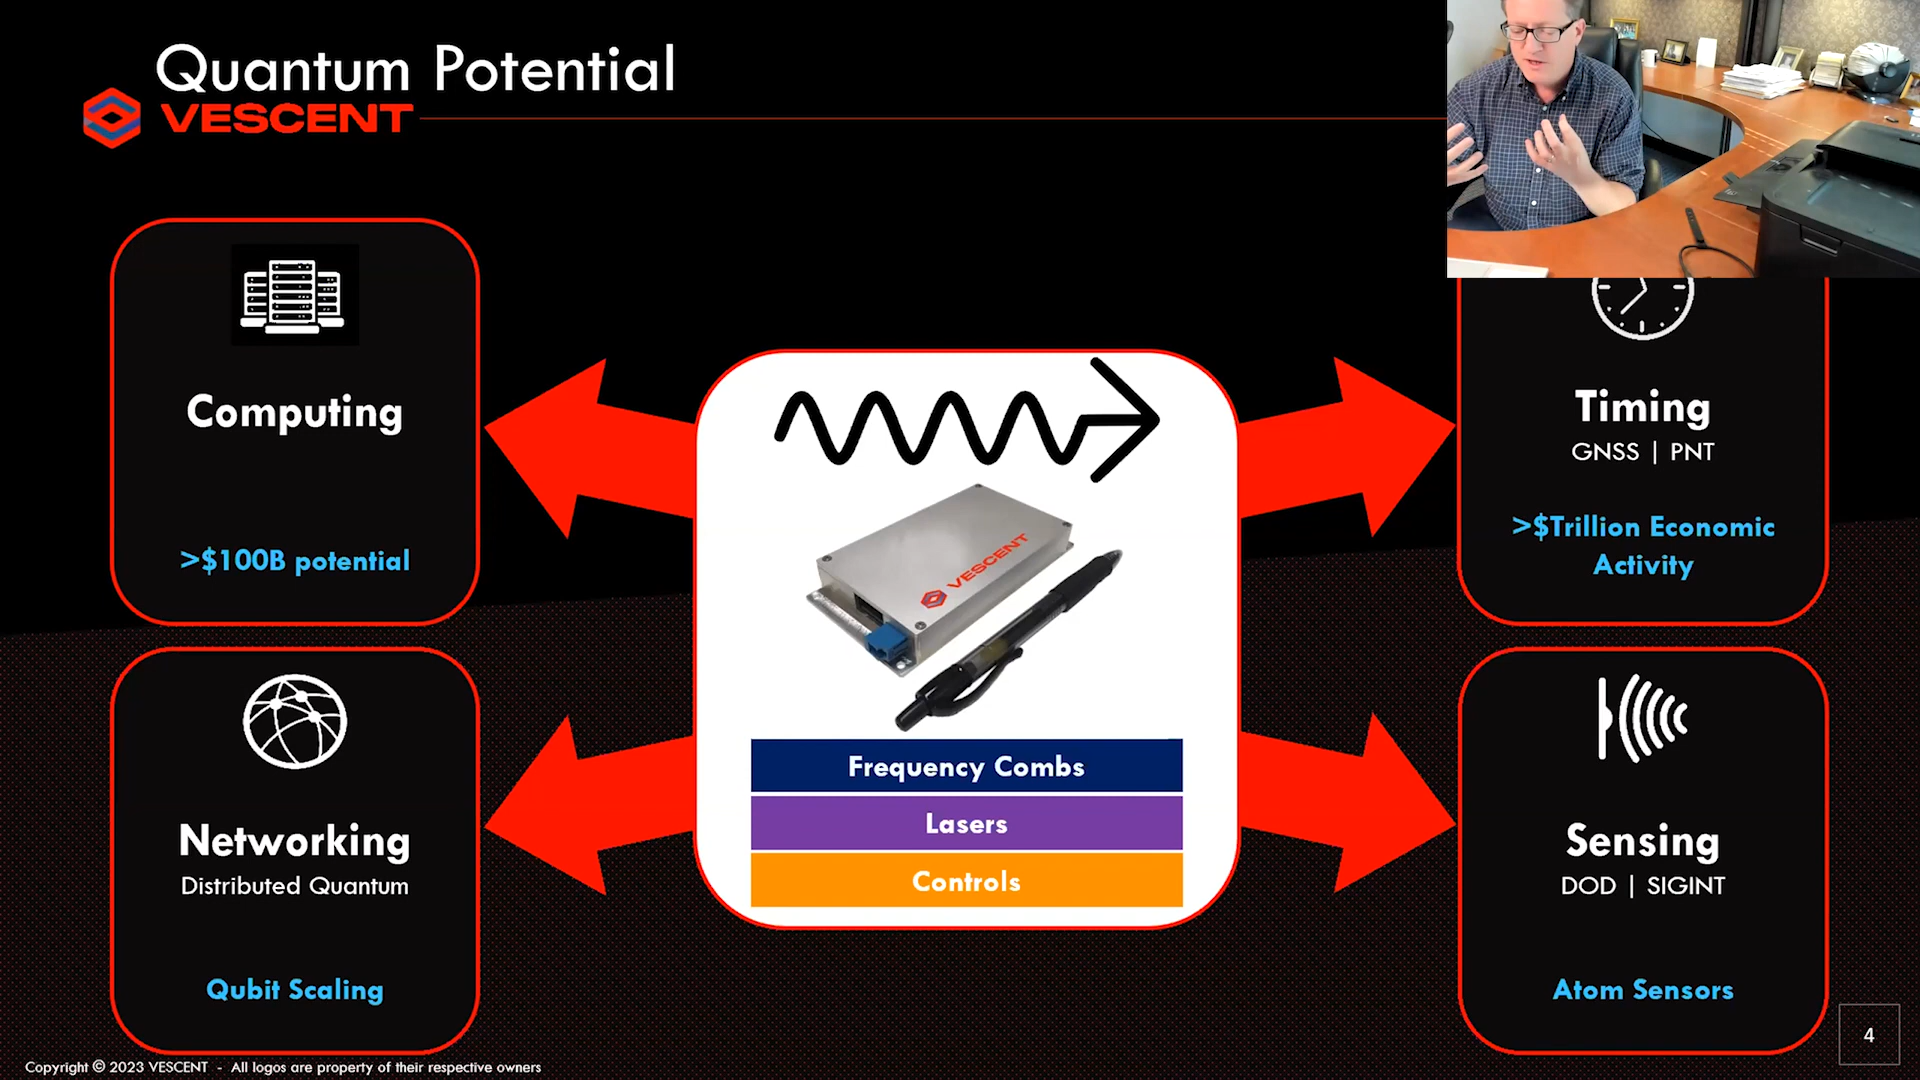 Quantum Potential
VESCENT
Computing
>$100B potential
Networking
Distributed Quantum
Qubit Scaling
VESCENT
Frequency Combs
Lasers
Controls
Timing
GNSS | PNT
>$Trillion Economic
Activity
Sensing
DOD | SIGINT
Atom Sensors
4
Copyright © 2023 VESCENT - All logos are property of their respective owners